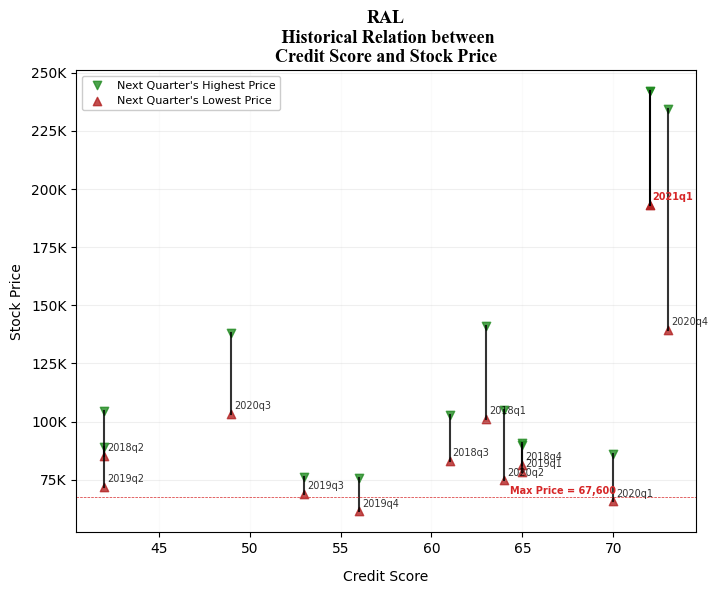 RAL
Historical Relation between
Credit Score and Stock Price
Next Quarter's Highest Price
Next Quarter's Lowest Price
250K
225K
200K
175K
150K
125K
100K
75K
Stock Price
2021q1
2020q4
2020q3
2018q1
2018q2
2018q3
2018q4
2019q1
2019q2
2020q2
2019q3
Max Price = 67,600
2020q1
2019q4
45
50
55
60
65
70
Credit Score